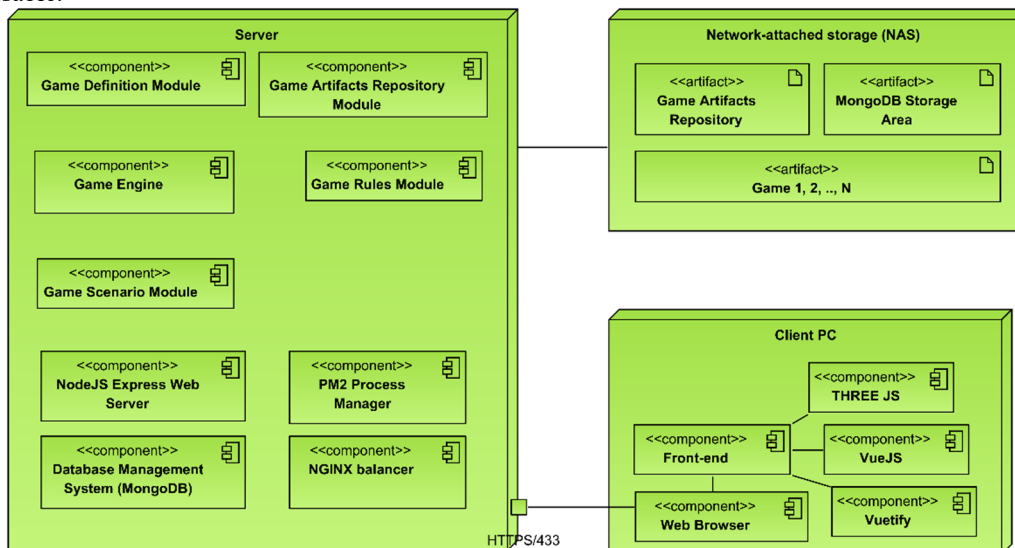 Server
<<component>>
Game Definition Module
<<component>>
Game Artifacts Repository
Module
<<component>>
Game Engine
<<component>>
Game Rules Module
<<component>>
Game Scenario Module
<<component>>
NodeJS Express Web
Server
<<component>>
PM2 Process
Manager
<<component>>
Database Management
System (MongoDB)
<<component>>
NGINX balancer
HTTPS/433
Network-attached storage (NAS)
<<artifact>>
Game Artifacts
Repository
<<artifact>>
MongoDB Storage
Area
<<artifact>>
Game 1, 2, .., N
Client PC
<<component>>
THREE JS
<<component>>
Front-end
<<component>>
VueJS
<<component>>
Web Browser
<<component>>
Vuetify